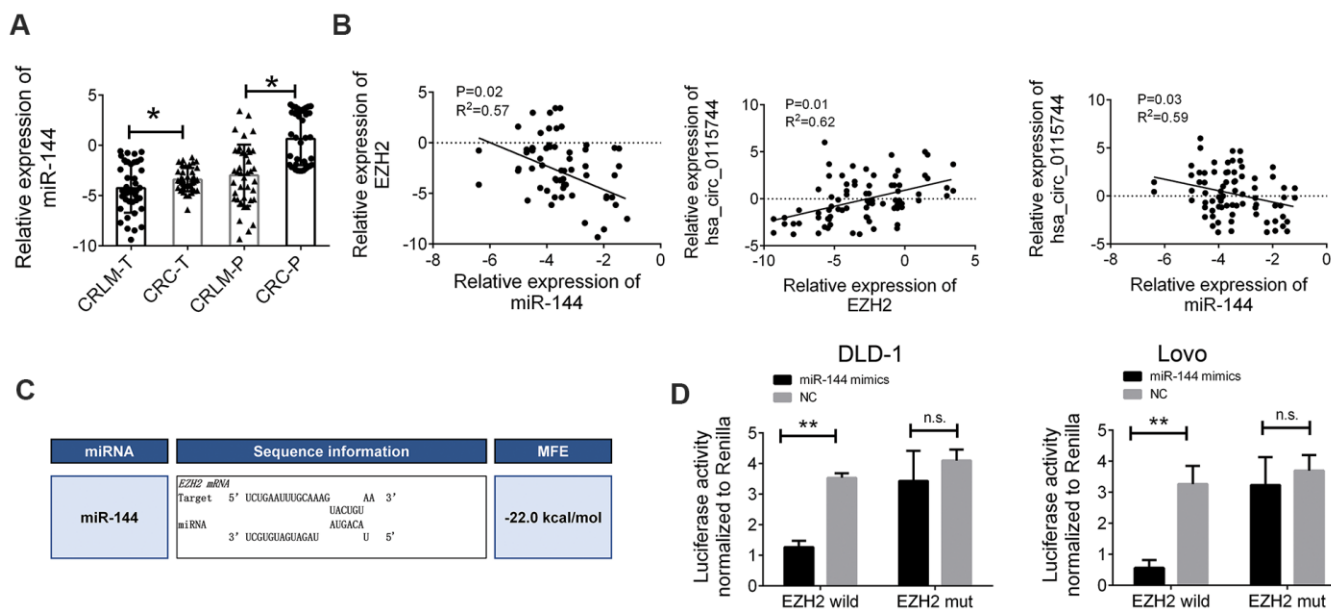 A
Relative expression of
miR-144
5
0
-5
-10
*
*
CRLM-T
CRC-T
CRLM-P
CRC-P
B
Relative expression of
EZH2
P=0.02
R²=0.57
5
0
-5
-10
-8
-6
-4
-2
0
Relative expression of
miR-144
Relative expression of
hsa_circ_0115744
P=0.01
R²=0.62
10
5
0
-5
-10
-5
0
5
Relative expression of
EZH2
Relative expression of
hsa_circ_0115744
P=0.03
R²=0.59
10
5
0
-5
-8
-6
-4
-2
0
Relative expression of
miR-144
C
miRNA
Sequence information
MFE
miR-144
EZH2 mRNA
Target 5' UCUGAAUUUGCAAAG AA 3'
UACUGU
miRNA AUGACA
3' UCGUGUAGUAGAU U 5'
-22.0 kcal/mol
D
DLD-1
miR-144 mimics
NC
Luciferase activity
normalized to Renilla
5
4
3
2
1
0
**
n.s.
EZH2 wild
EZH2 mut
Lovo
miR-144 mimics
NC
Luciferase activity
normalized to Renilla
5
4
3
2
1
0
**
n.s.
EZH2 wild
EZH2 mut